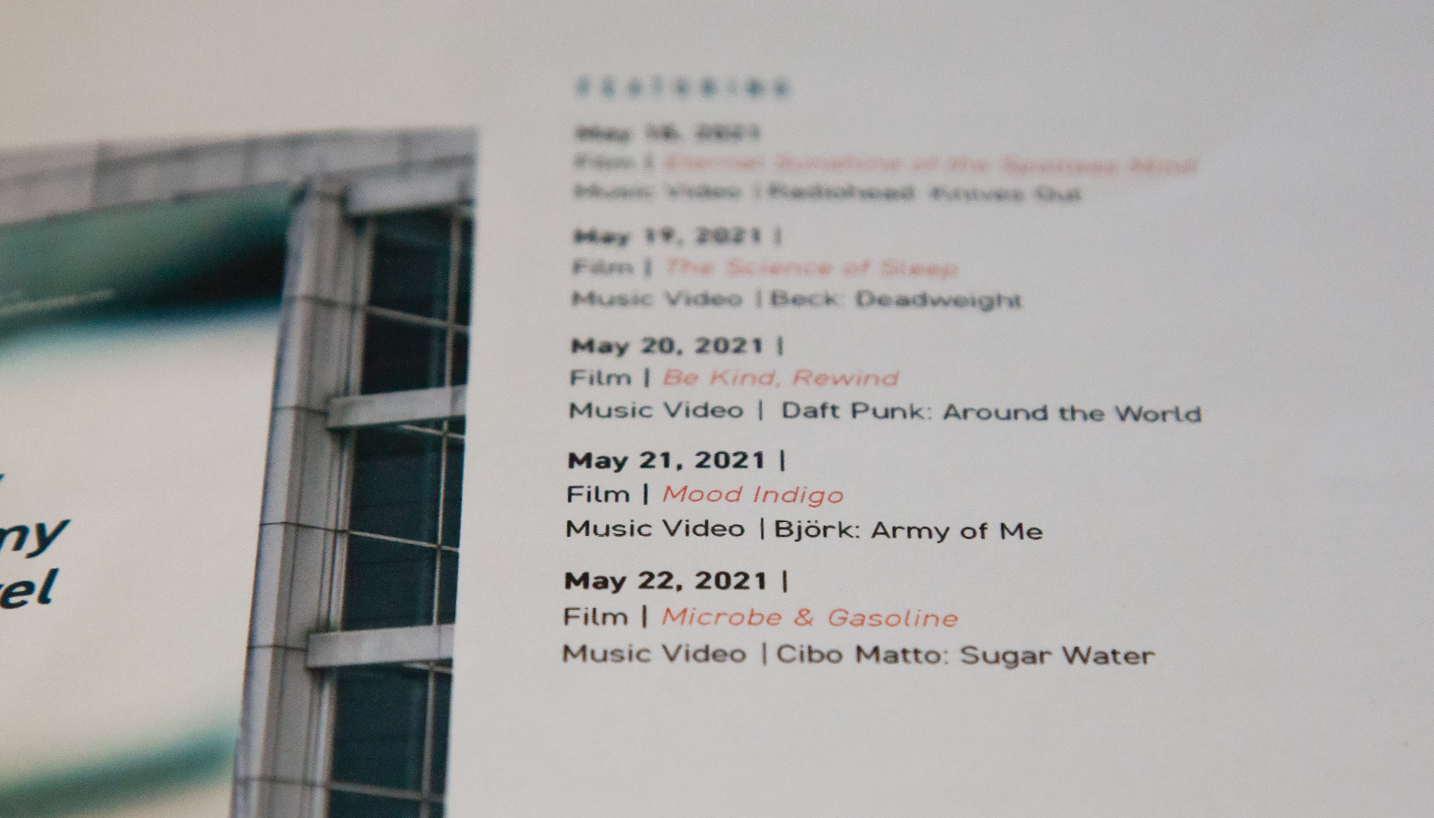 my
el
FEATURING
May 18, 2021
Film | Eternal Sunshine of the Spotless Mind
Music Video | Radiohead: Knives Out
May 19, 2021 |
Film | The Science of Sleep
Music Video | Beck: Deadweight
May 20, 2021 |
Film | Be Kind, Rewind
Music Video | Daft Punk: Around the World
May 21, 2021 |
Film | Mood Indigo
Music Video | Björk: Army of Me
May 22, 2021 |
Film | Microbe & Gasoline
Music Video | Cibo Matto: Sugar Water